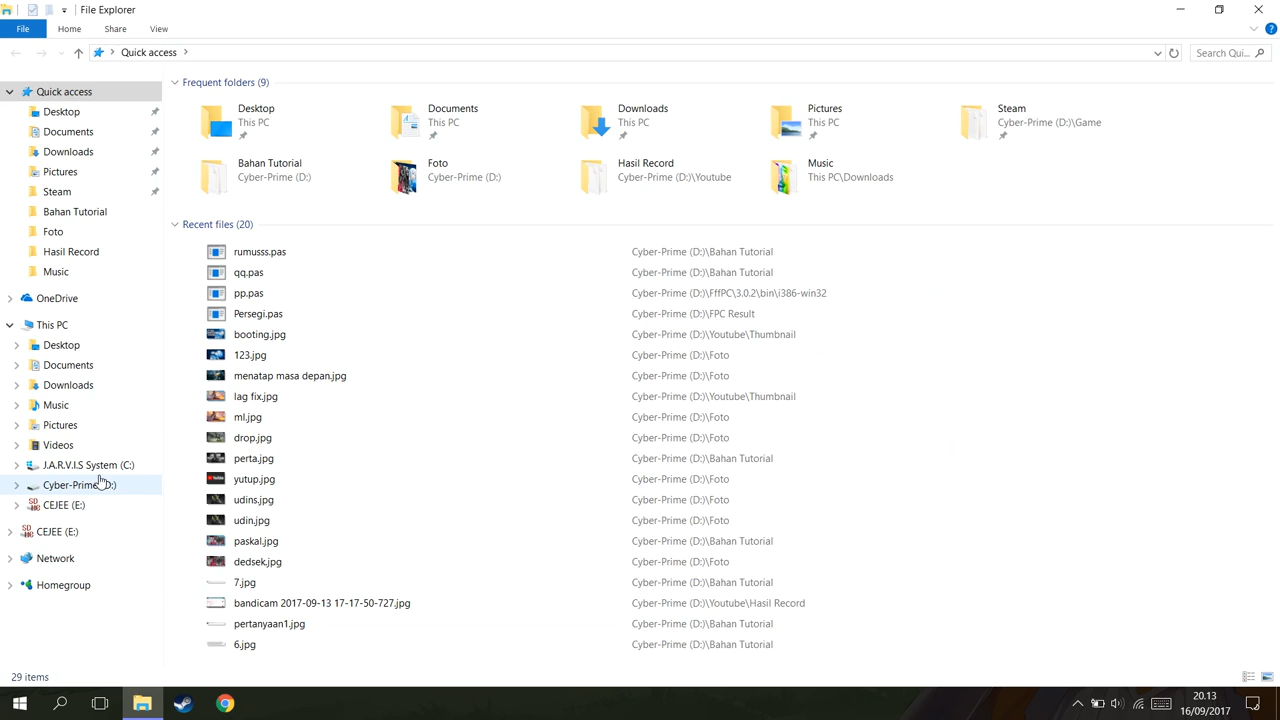 File Explorer
File Home Share View
Quick access
Search Qui...
Quick access
Desktop
Documents
Downloads
Pictures
Steam
Bahan Tutorial
Foto
Hasil Record
Music
OneDrive
This PC
Desktop
Documents
Downloads
Music
Pictures
Videos
J.A.R.V.I.S System (C:)
Cyber-Prime (D:)
CEJEE (E:)
CEJEE (E:)
Network
Homegroup
Frequent folders (9)
Desktop
This PC
Documents
This PC
Downloads
This PC
Pictures
This PC
Steam
Cyber-Prime (D:)\Game
Bahan Tutorial
Cyber-Prime (D:)
Foto
Cyber-Prime (D:)
Hasil Record
Cyber-Prime (D:)\Youtube
Music
This PC\Downloads
Recent files (20)
rumusss.pas Cyber-Prime (D:)\Bahan Tutorial
qq.pas Cyber-Prime (D:)\Bahan Tutorial
pp.pas Cyber-Prime (D:)\FffPC\3.0.2\bin\i386-win32
Persegi.pas Cyber-Prime (D:)\FPC Result
booting.jpg Cyber-Prime (D:)\Youtube\Thumbnail
123.jpg Cyber-Prime (D:)\Foto
menatap masa depan.jpg Cyber-Prime (D:)\Foto
lag fix.jpg Cyber-Prime (D:)\Youtube\Thumbnail
ml.jpg Cyber-Prime (D:)\Foto
drop.jpg Cyber-Prime (D:)\Foto
perta.jpg Cyber-Prime (D:)\Bahan Tutorial
yutup.jpg Cyber-Prime (D:)\Foto
udins.jpg Cyber-Prime (D:)\Foto
udin.jpg Cyber-Prime (D:)\Foto
paskal.jpg Cyber-Prime (D:)\Bahan Tutorial
dedsek.jpg Cyber-Prime (D:)\Foto
7.jpg Cyber-Prime (D:)\Bahan Tutorial
bandicam 2017-09-13 17-17-50-727.jpg Cyber-Prime (D:)\Youtube\Hasil Record
pertanyaan1.jpg Cyber-Prime (D:)\Bahan Tutorial
6.jpg Cyber-Prime (D:)\Bahan Tutorial
29 items
20.13
16/09/2017